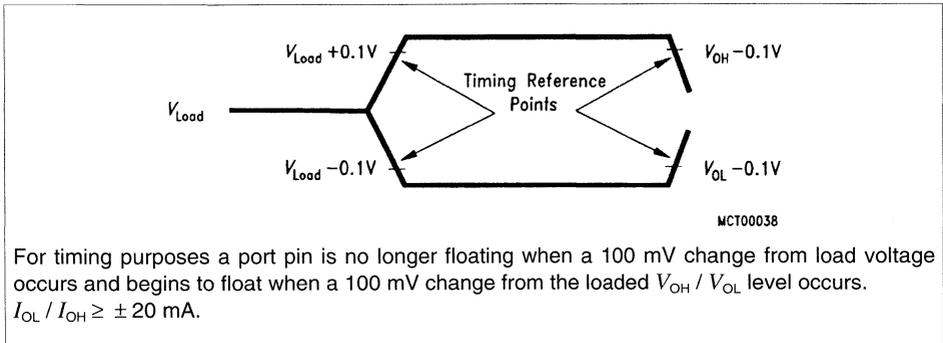 V_Load +0.1V
V_OH −0.1V
Timing Reference
Points
V_Load
V_Load −0.1V
V_OL −0.1V
MCT00038
For timing purposes a port pin is no longer floating when a 100 mV change from load voltage
occurs and begins to float when a 100 mV change from the loaded V_OH / V_OL level occurs.
I_OL / I_OH ≥ ± 20 mA.